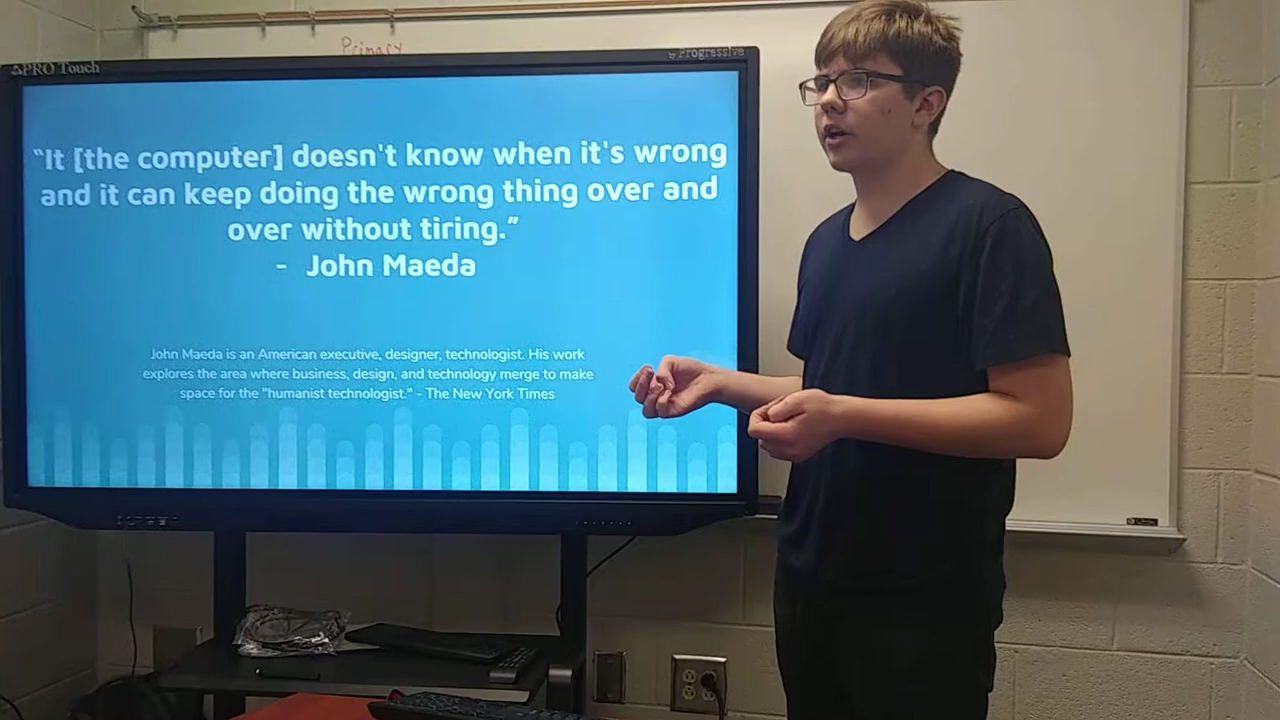 Primary
PRO Touch
by Progressive
“It [the computer] doesn't know when it's wrong
and it can keep doing the wrong thing over and
over without tiring.”
- John Maeda
John Maeda is an American executive, designer, technologist. His work
explores the area where business, design, and technology merge to make
space for the "humanist technologist." - The New York Times